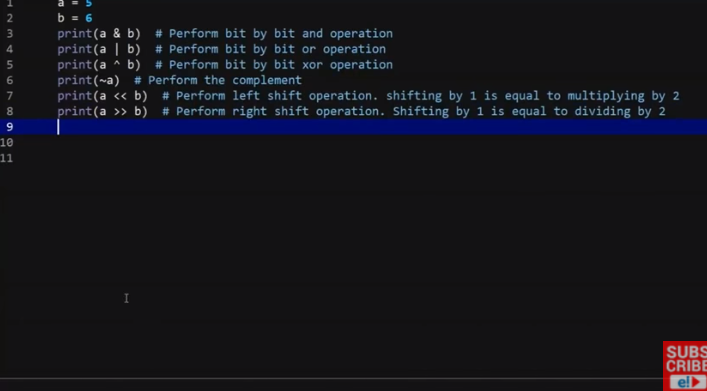 1 a = 5
2 b = 6
3 print(a & b) # Perform bit by bit and operation
4 print(a | b) # Perform bit by bit or operation
5 print(a ^ b) # Perform bit by bit xor operation
6 print(~a) # Perform the complement
7 print(a << b) # Perform left shift operation. shifting by 1 is equal to multiplying by 2
8 print(a >> b) # Perform right shift operation. Shifting by 1 is equal to dividing by 2
9
10
11
SUBS
CRIBE
e!